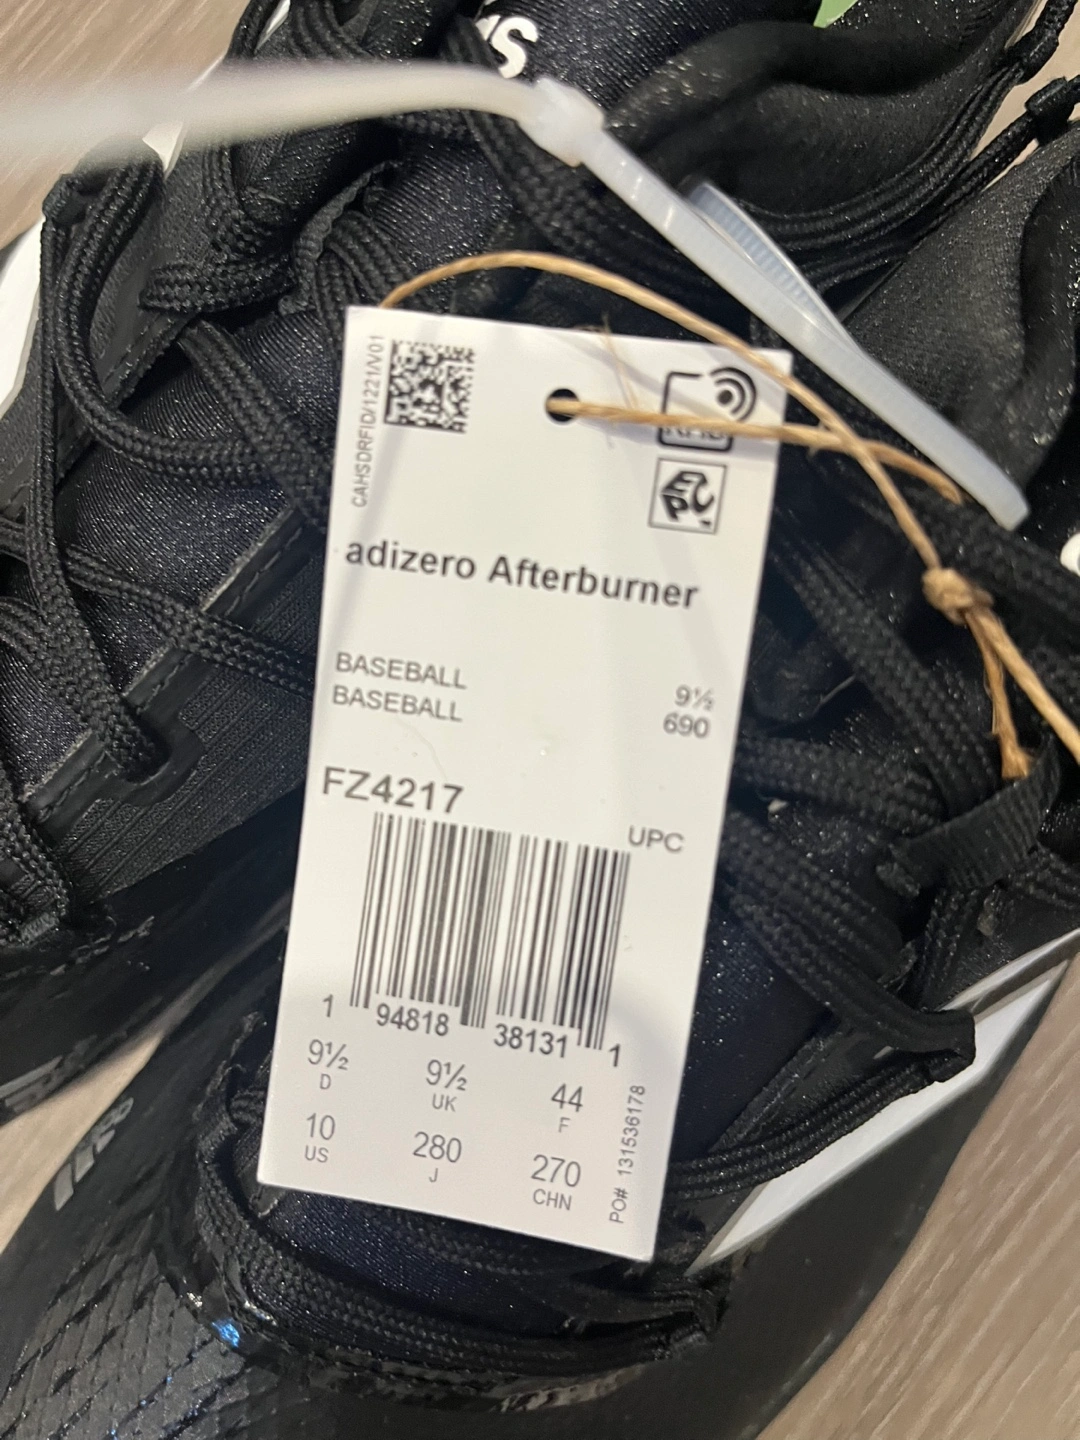 CAHSDRFID/1221/V01
adizero Afterburner
BASEBALL
BASEBALL
9½
690
FZ4217
UPC
1 94818 38131 1
9½ D
9½ UK
44 F
10 US
280 J
270 CHN
PO# 131536178